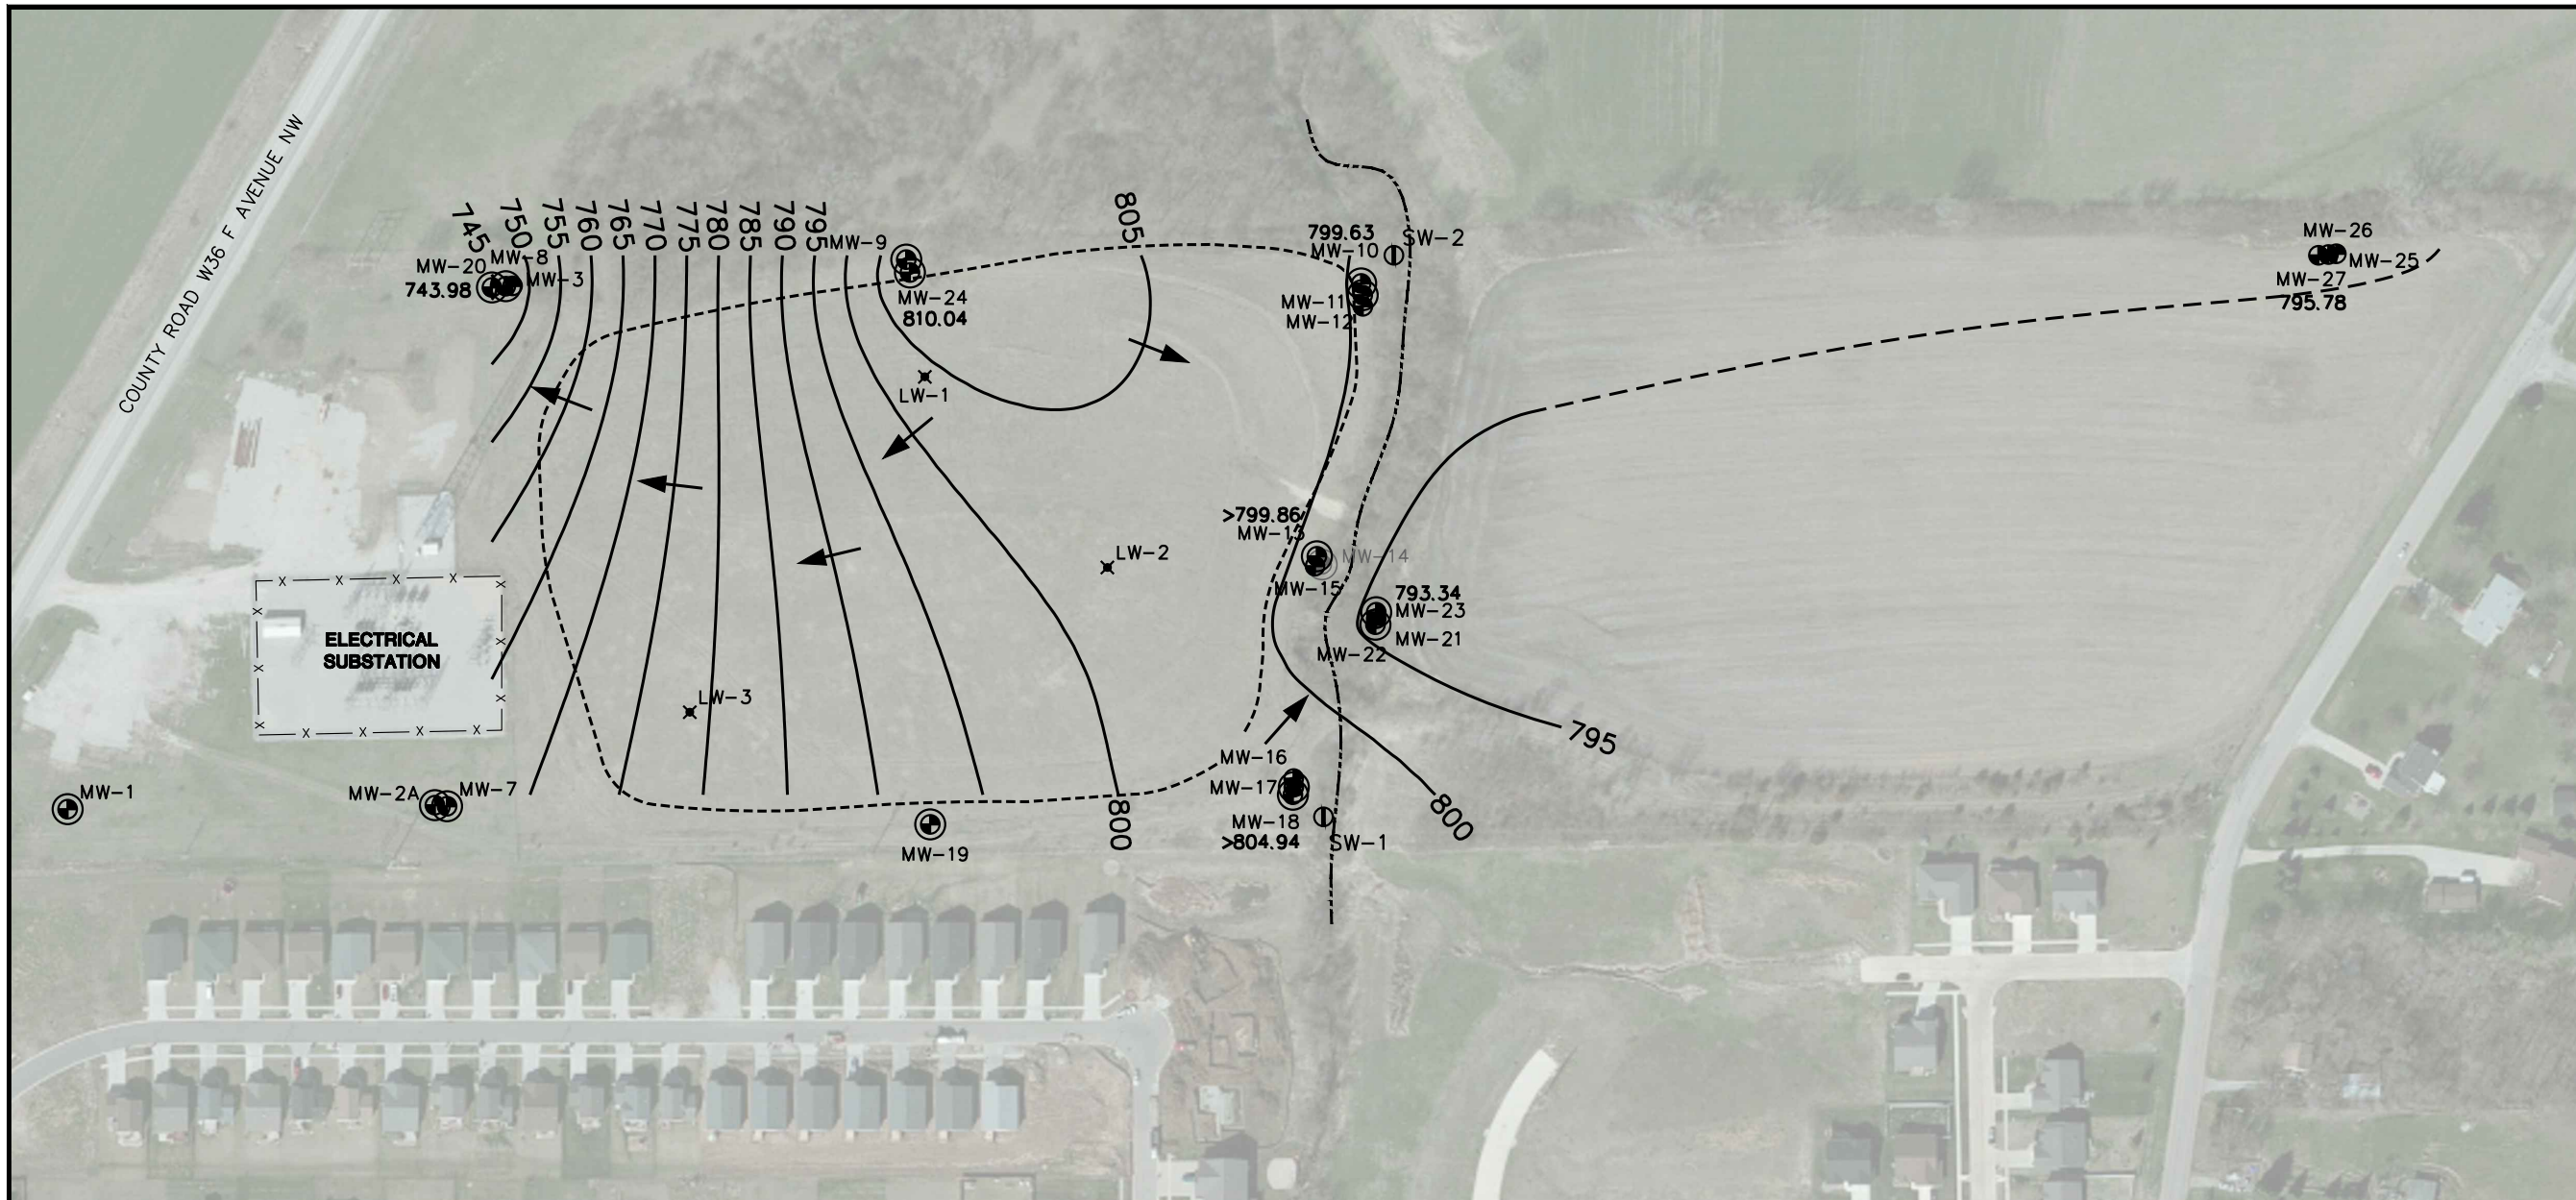 COUNTY ROAD W36 F AVENUE NW
745
750
755
760
765
770
775
780
785
790
795
805
MW-9
MW-8
MW-20
MW-3
743.98
MW-24
810.04
799.63
MW-10
SW-2
MW-11
MW-12
MW-26
MW-25
MW-27
795.78
LW-1
>799.86
MW-13
MW-14
MW-15
LW-2
793.34
MW-23
MW-21
MW-22
ELECTRICAL
SUBSTATION
LW-3
795
MW-16
MW-17
MW-18
>804.94
SW-1
800
800
MW-1
MW-2A
MW-7
MW-19